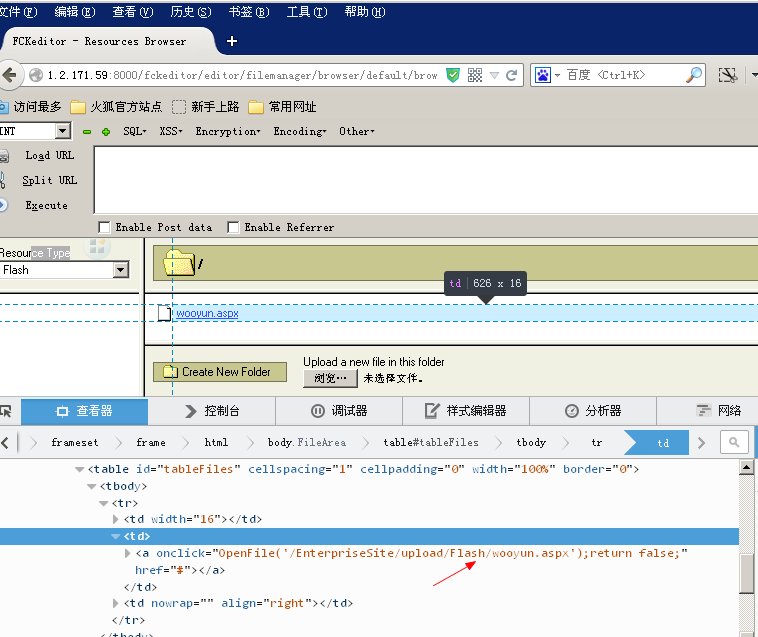 文件(F) 编辑(E) 查看(V) 历史(S) 书签(B) 工具(T) 帮助(H)
FCKeditor - Resources Browser
1.2.171.59:8000/fckeditor/editor/filemanager/browser/default/brow 百度 <Ctrl+K>
访问最多 火狐官方站点 新手上路 常用网址
INT SQL XSS Encryption Encoding Other
Load URL
Split URL
Execute
Enable Post data Enable Referrer
Resource Type
Flash
/
td 626 x 16
wooyun.aspx
Create New Folder
Upload a new file in this folder
浏览… 未选择文件。
查看器 控制台 调试器 样式编辑器 分析器 网络
frameset frame html body.FileArea table#tableFiles tbody tr td
<table id="tableFiles" cellspacing="1" cellpadding="0" width="100%" border="0">
<tbody>
<tr>
<td width="16"></td>
<td>
<a onclick="OpenFile('/EnterpriseSite/upload/Flash/wooyun.aspx');return false;"
href="#"></a>
</td>
<td nowrap="" align="right"></td>
</tr>
</tbody>